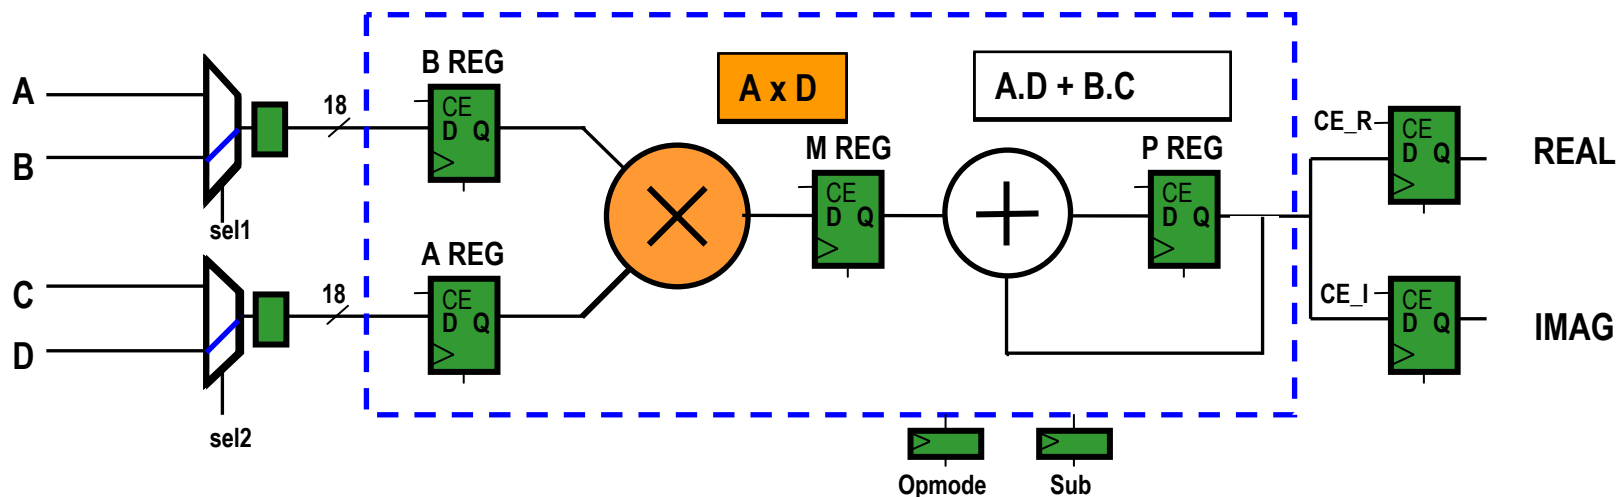 A
B
sel1
C
D
sel2
18
18
B REG
CE
D Q
A REG
CE
D Q
A x D
M REG
CE
D Q
A.D + B.C
P REG
CE
D Q
CE_R
CE
D Q
REAL
CE_I
CE
D Q
IMAG
Opmode
Sub